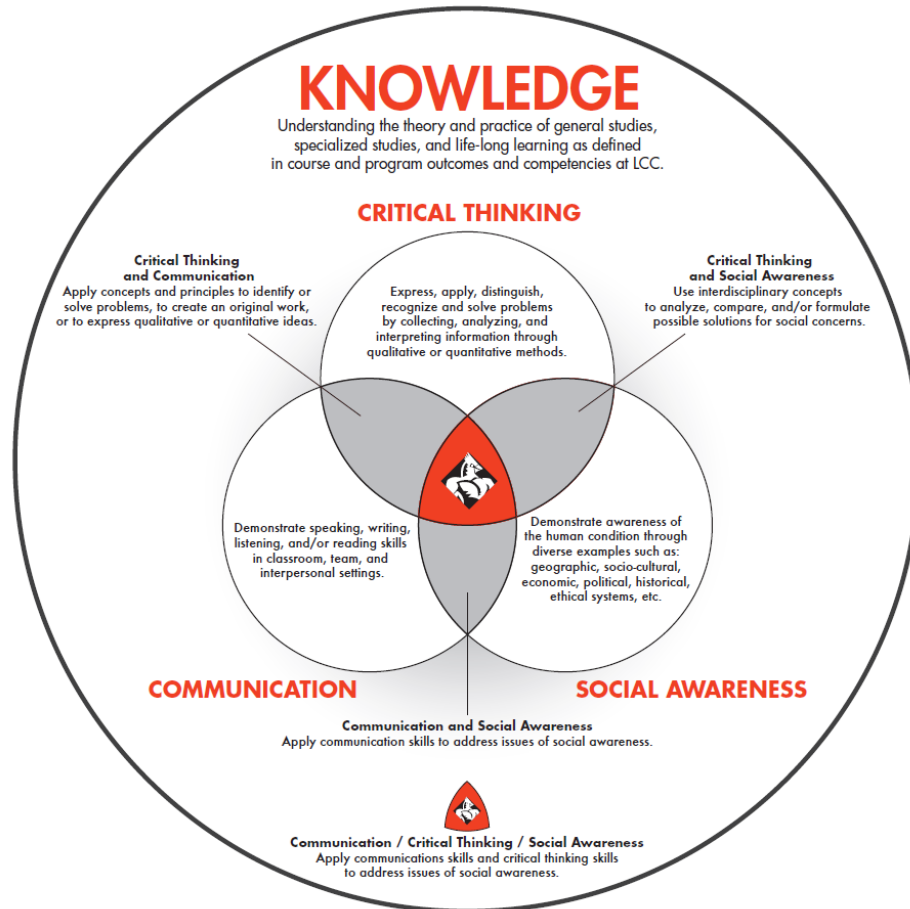 KNOWLEDGE
Understanding the theory and practice of general studies,
specialized studies, and life-long learning as defined
in course and program outcomes and competencies at LCC.
CRITICAL THINKING
Critical Thinking
and Communication
Apply concepts and principles to identify or
solve problems, to create an original work,
or to express qualitative or quantitative ideas.
Express, apply, distinguish,
recognize and solve problems
by collecting, analyzing, and
interpreting information through
qualitative or quantitative methods.
Critical Thinking
and Social Awareness
Use interdisciplinary concepts
to analyze, compare, and/or formulate
possible solutions for social concerns.
Demonstrate speaking, writing,
listening, and/or reading skills
in classroom, team, and
interpersonal settings.
Demonstrate awareness of
the human condition through
diverse examples such as:
geographic, socio-cultural,
economic, political, historical,
ethical systems, etc.
COMMUNICATION
SOCIAL AWARENESS
Communication and Social Awareness
Apply communication skills to address issues of social awareness.
Communication / Critical Thinking / Social Awareness
Apply communications skills and critical thinking skills
to address issues of social awareness.